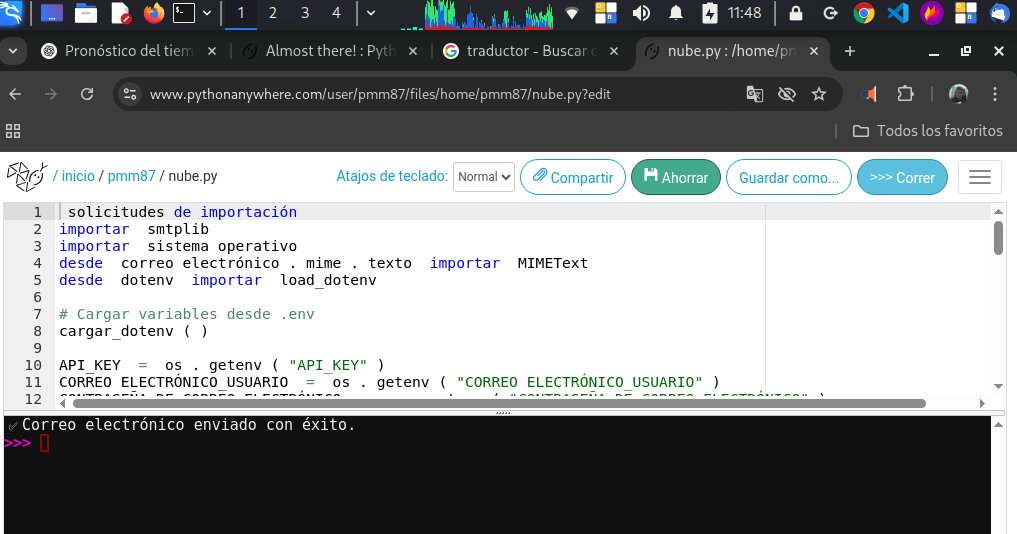 1 2 3 4 11:48
Pronóstico del tiem Almost there! : Pyth traductor - Buscar c nube.py : /home/pm
www.pythonanywhere.com/user/pmm87/files/home/pmm87/nube.py?edit
Todos los favoritos
/ inicio / pmm87 / nube.py Atajos de teclado: Normal Compartir Ahorrar Guardar como... >>> Correr
1 solicitudes de importación
2 importar smtplib
3 importar sistema operativo
4 desde correo electrónico . mime . texto importar MIMEText
5 desde dotenv importar load_dotenv
6
7 # Cargar variables desde .env
8 cargar_dotenv ( )
9
10 API_KEY = os . getenv ( "API_KEY" )
11 CORREO ELECTRÓNICO_USUARIO = os . getenv ( "CORREO ELECTRÓNICO_USUARIO" )
12
✅ Correo electrónico enviado con éxito.
>>>